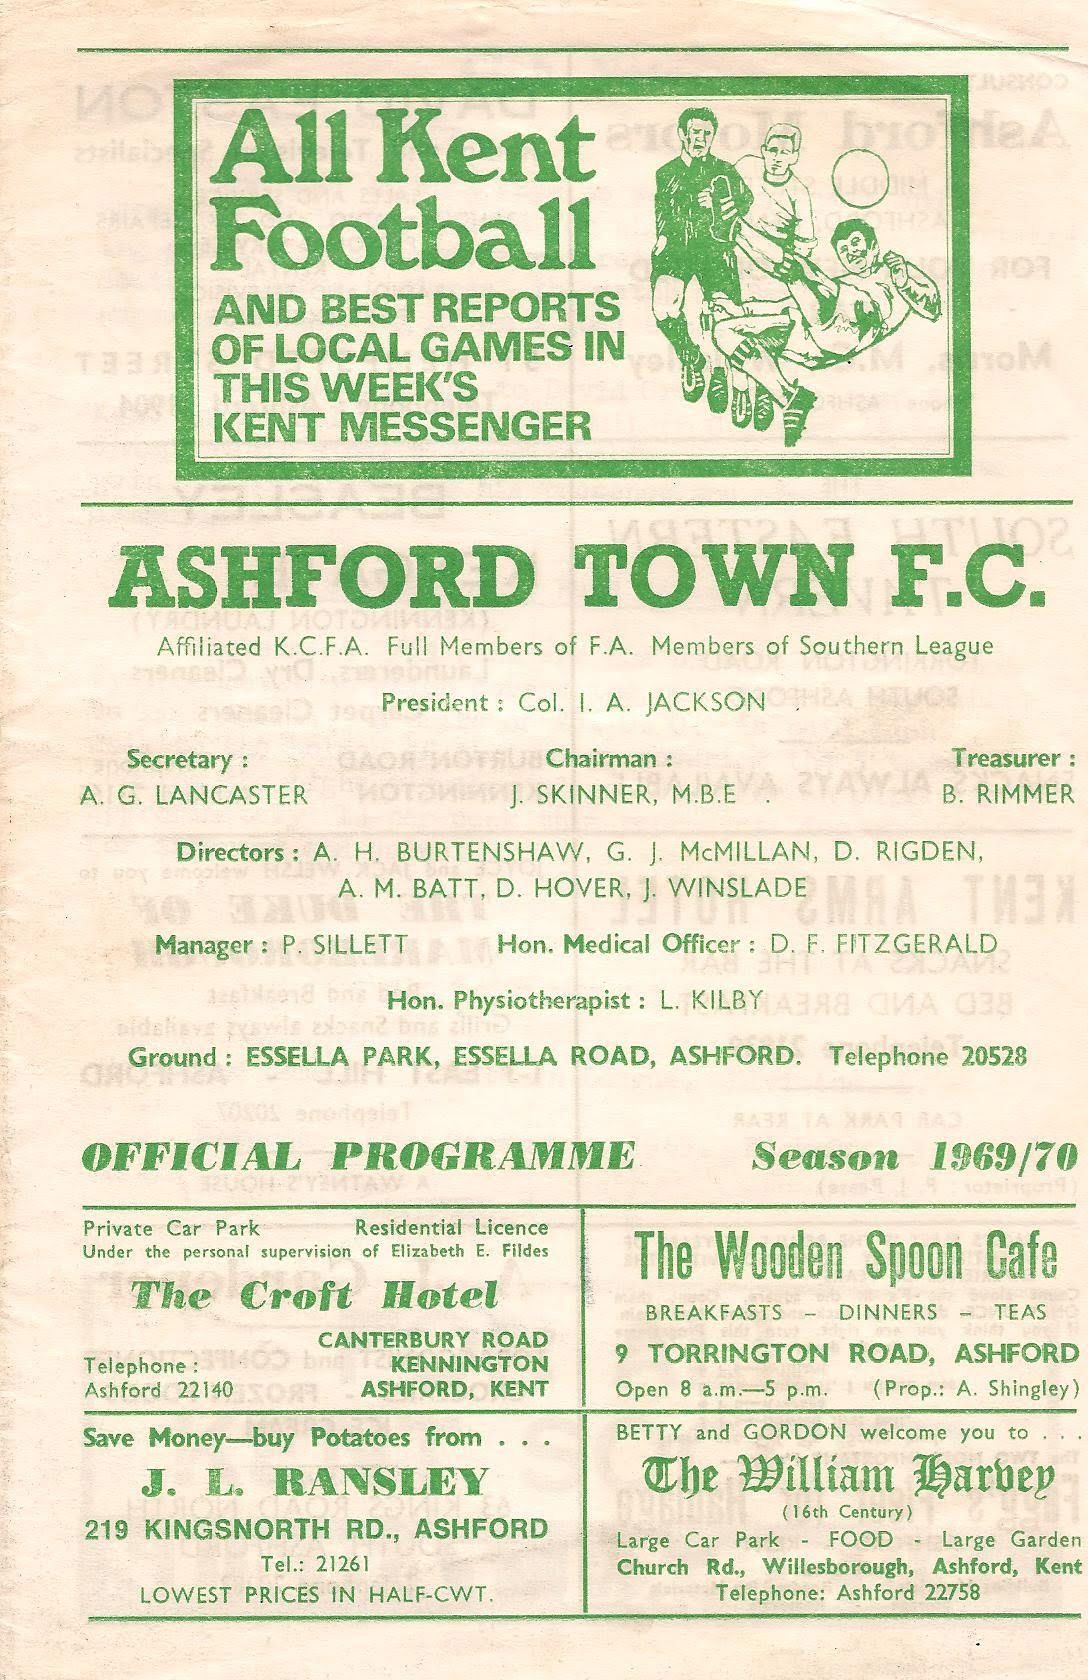 All Kent
Football
AND BEST REPORTS
OF LOCAL GAMES IN
THIS WEEK'S
KENT MESSENGER
ASHFORD TOWN F.C.
Affiliated K.C.F.A. Full Members of F.A. Members of Southern League
President : Col. I. A. JACKSON
Secretary : Chairman : Treasurer :
A. G. LANCASTER J. SKINNER, M.B.E . B. RIMMER
Directors : A. H. BURTENSHAW, G. J. McMILLAN, D. RIGDEN,
A. M. BATT, D. HOVER, J. WINSLADE
Manager : P. SILLETT Hon. Medical Officer : D. F. FITZGERALD
Hon. Physiotherapist : L. KILBY
Ground : ESSELLA PARK, ESSELLA ROAD, ASHFORD. Telephone 20528
OFFICIAL PROGRAMME Season 1969/70
Private Car Park Residential Licence
Under the personal supervision of Elizabeth E. Fildes
The Croft Hotel
CANTERBURY ROAD
Telephone : KENNINGTON
Ashford 22140 ASHFORD, KENT
The Wooden Spoon Cafe
BREAKFASTS – DINNERS – TEAS
9 TORRINGTON ROAD, ASHFORD
Open 8 a.m.—5 p.m. (Prop.: A. Shingley)
Save Money—buy Potatoes from . . .
J. L. RANSLEY
219 KINGSNORTH RD., ASHFORD
Tel.: 21261
LOWEST PRICES IN HALF-CWT.
BETTY and GORDON welcome you to . . .
The William Harvey
(16th Century)
Large Car Park - FOOD - Large Garden
Church Rd., Willesborough, Ashford, Kent
Telephone: Ashford 22758